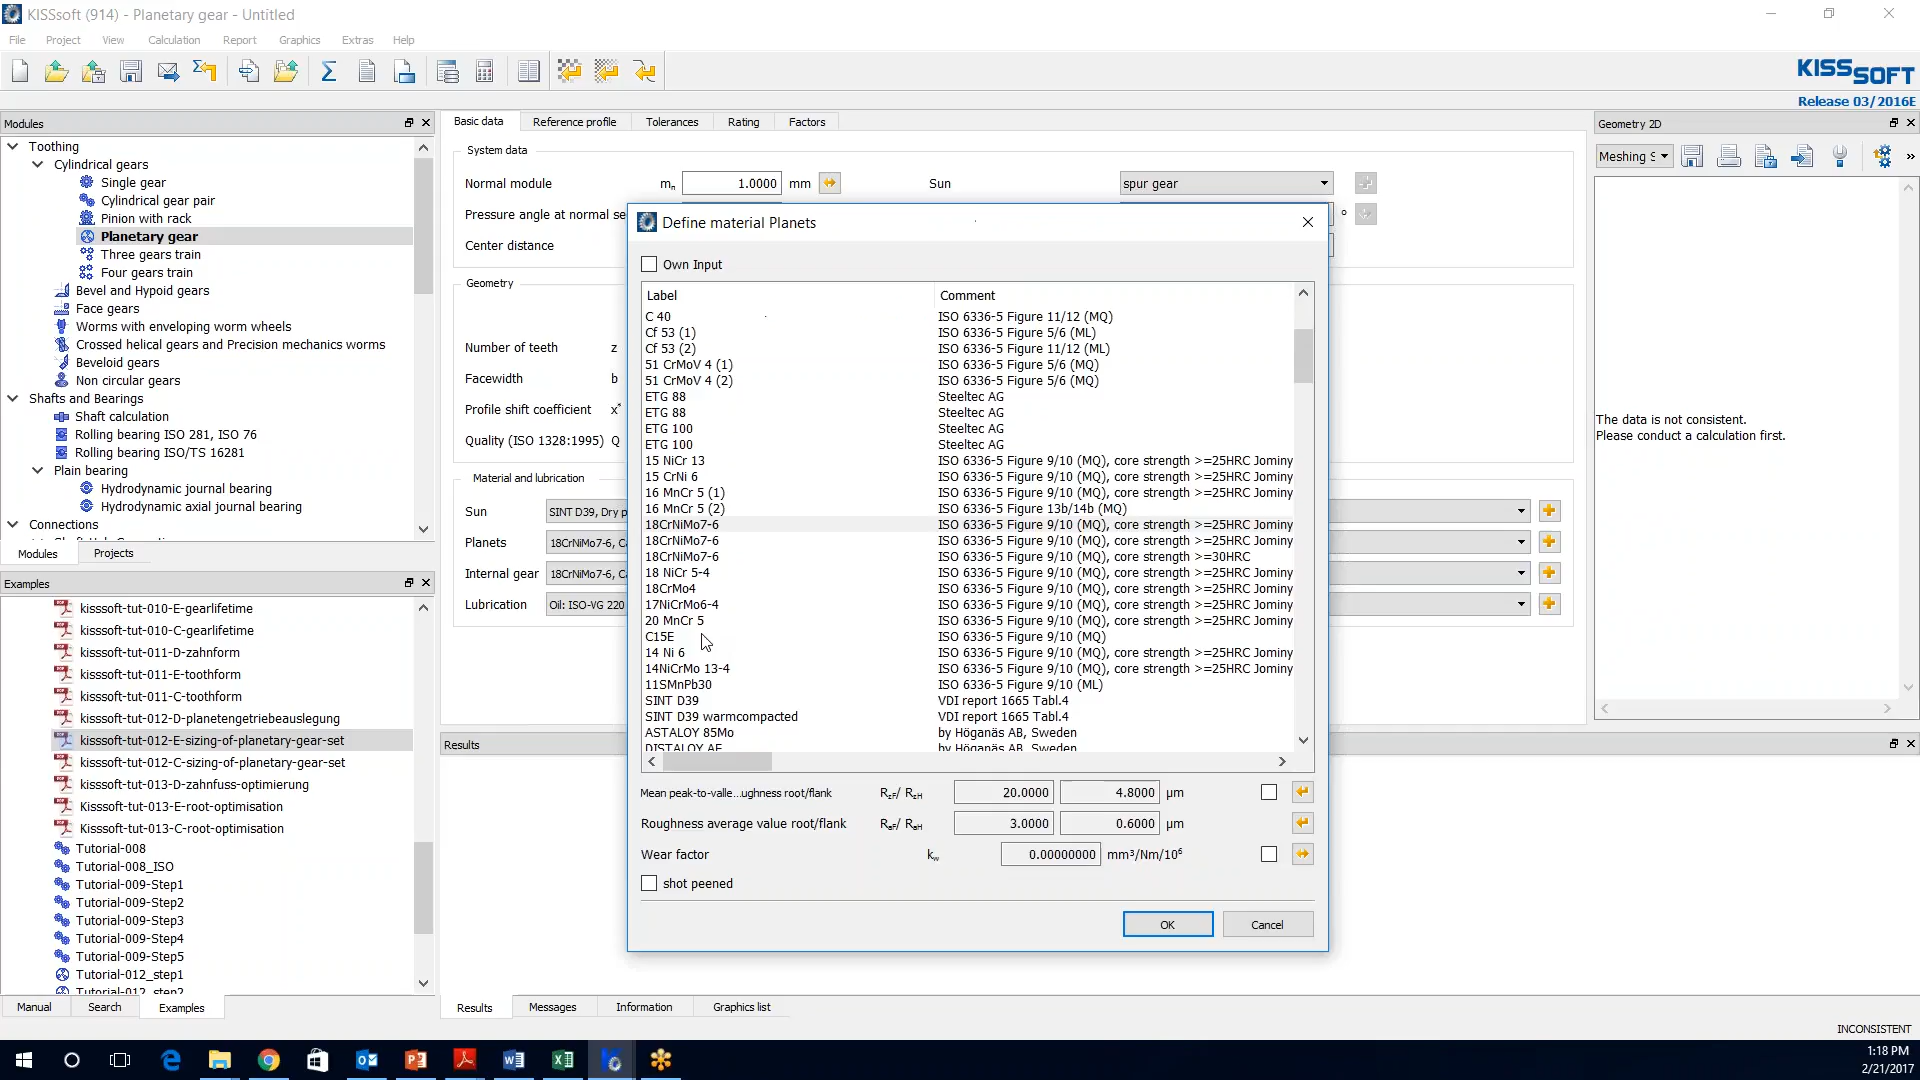 KISSsoft (914) - Planetary gear - Untitled
File Project View Calculation Report Graphics Extras Help
KISSSOFT
Release 03/2016E
Modules
Toothing
Cylindrical gears
Single gear
Cylindrical gear pair
Pinion with rack
Planetary gear
Three gears train
Four gears train
Bevel and Hypoid gears
Face gears
Worms with enveloping worm wheels
Crossed helical gears and Precision mechanics worms
Beveloid gears
Non circular gears
Shafts and Bearings
Shaft calculation
Rolling bearing ISO 281, ISO 76
Rolling bearing ISO/TS 16281
Plain bearing
Hydrodynamic journal bearing
Hydrodynamic axial journal bearing
Connections
Modules Projects
Examples
kisssoft-tut-010-E-gearlifetime
kisssoft-tut-010-C-gearlifetime
kisssoft-tut-011-D-zahnform
kisssoft-tut-011-E-toothform
kisssoft-tut-011-C-toothform
kisssoft-tut-012-D-planetengetriebeauslegung
kisssoft-tut-012-E-sizing-of-planetary-gear-set
kisssoft-tut-012-C-sizing-of-planetary-gear-set
kisssoft-tut-013-D-zahnfuss-optimierung
Kisssoft-tut-013-E-root-optimisation
Kisssoft-tut-013-C-root-optimisation
Tutorial-008
Tutorial-008_ISO
Tutorial-009-Step1
Tutorial-009-Step2
Tutorial-009-Step3
Tutorial-009-Step4
Tutorial-009-Step5
Tutorial-012_step1
Tutorial-012_step2
Manual Search Examples
Basic data Reference profile Tolerances Rating Factors
System data
Normal module mn 1.0000 mm Sun spur gear
Pressure angle at normal se °
Center distance
Geometry
Number of teeth z
Facewidth b
Profile shift coefficient x*
Quality (ISO 1328:1995) Q
Material and lubrication
Sun SINT D39, Dry p
Planets 18CrNiMo7-6, Ca
Internal gear 18CrNiMo7-6, Ca
Lubrication Oil: ISO-VG 220
Results
Results Messages Information Graphics list
Define material Planets
Own Input
Label Comment
C 40 ISO 6336-5 Figure 11/12 (MQ)
Cf 53 (1) ISO 6336-5 Figure 5/6 (ML)
Cf 53 (2) ISO 6336-5 Figure 11/12 (ML)
51 CrMoV 4 (1) ISO 6336-5 Figure 5/6 (MQ)
51 CrMoV 4 (2) ISO 6336-5 Figure 5/6 (MQ)
ETG 88 Steeltec AG
ETG 88 Steeltec AG
ETG 100 Steeltec AG
ETG 100 Steeltec AG
15 NiCr 13 ISO 6336-5 Figure 9/10 (MQ), core strength >=25HRC Jominy
15 CrNi 6 ISO 6336-5 Figure 9/10 (MQ), core strength >=25HRC Jominy
16 MnCr 5 (1) ISO 6336-5 Figure 9/10 (MQ), core strength >=25HRC Jominy
16 MnCr 5 (2) ISO 6336-5 Figure 13b/14b (MQ)
18CrNiMo7-6 ISO 6336-5 Figure 9/10 (MQ), core strength >=25HRC Jominy
18CrNiMo7-6 ISO 6336-5 Figure 9/10 (MQ), core strength >=25HRC Jominy
18CrNiMo7-6 ISO 6336-5 Figure 9/10 (MQ), core strength >=30HRC
18 NiCr 5-4 ISO 6336-5 Figure 9/10 (MQ), core strength >=25HRC Jominy
18CrMo4 ISO 6336-5 Figure 9/10 (MQ), core strength >=25HRC Jominy
17NiCrMo6-4 ISO 6336-5 Figure 9/10 (MQ), core strength >=25HRC Jominy
20 MnCr 5 ISO 6336-5 Figure 9/10 (MQ), core strength >=25HRC Jominy
C15E ISO 6336-5 Figure 9/10 (MQ)
14 Ni 6 ISO 6336-5 Figure 9/10 (MQ), core strength >=25HRC Jominy
14NiCrMo 13-4 ISO 6336-5 Figure 9/10 (MQ), core strength >=25HRC Jominy
11SMnPb30 ISO 6336-5 Figure 9/10 (ML)
SINT D39 VDI report 1665 Tabl.4
SINT D39 warmcompacted VDI report 1665 Tabl.4
ASTALOY 85Mo by Höganäs AB, Sweden
DISTALOY AE by Höganäs AB, Sweden
Mean peak-to-valle...ughness root/flank RzF/ RzH 20.0000 4.8000 µm
Roughness average value root/flank RaF/ RaH 3.0000 0.6000 µm
Wear factor kw 0.00000000 mm³/Nm/10⁶
shot peened
OK Cancel
Geometry 2D
Meshing S
The data is not consistent.
Please conduct a calculation first.
INCONSISTENT
1:18 PM
2/21/2017